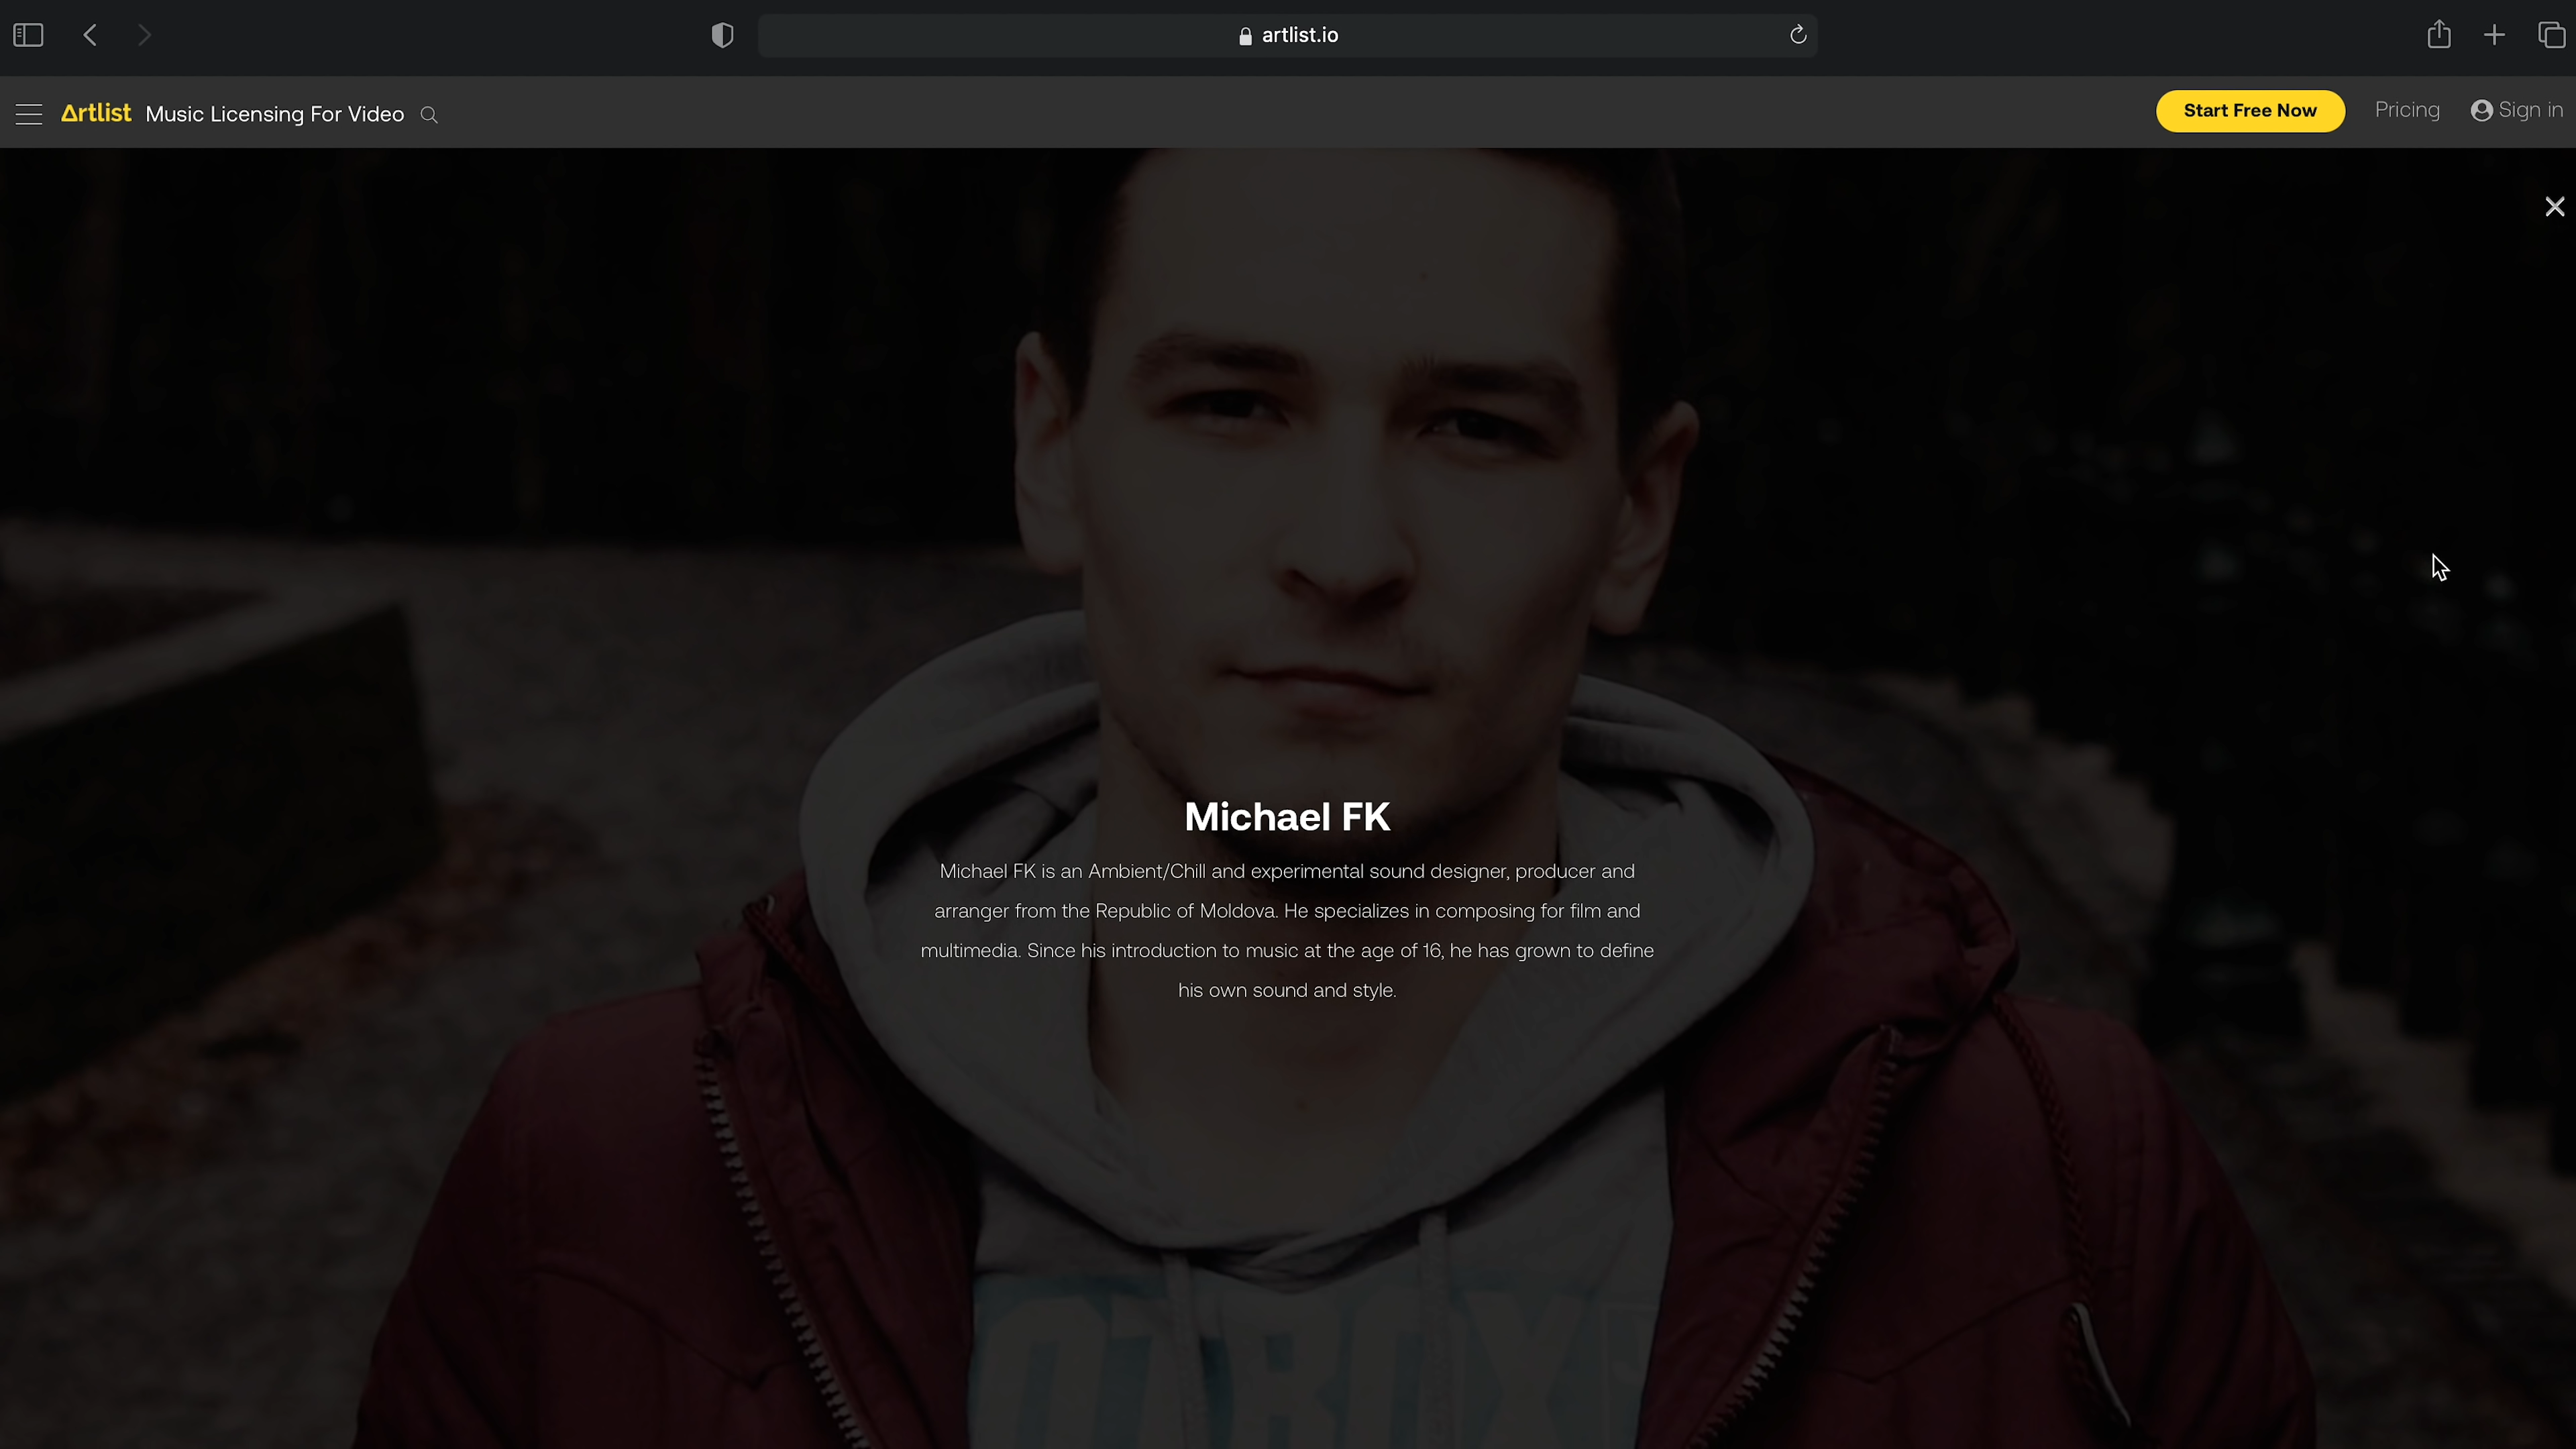 artlist.io
Artlist Music Licensing For Video
Start Free Now Pricing Sign in
Michael FK
Michael FK is an Ambient/Chill and experimental sound designer, producer and
arranger from the Republic of Moldova. He specializes in composing for film and
multimedia. Since his introduction to music at the age of 16, he has grown to define
his own sound and style.